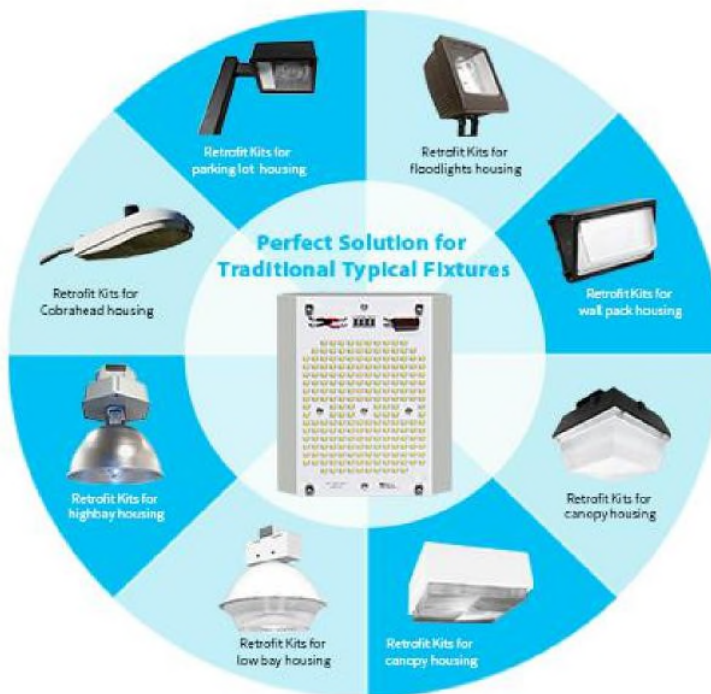 Retrofit Kits for
parking lot housing
Retrofit Kits for
floodlights housing
Retrofit Kits for
Cobrahead housing
Perfect Solution for
Traditional Typical Fixtures
Retrofit Kits for
wall pack housing
Retrofit Kits for
highbay housing
Retrofit Kits for
canopy housing
Retrofit Kits for
low bay housing
Retrofit Kits for
canopy housing